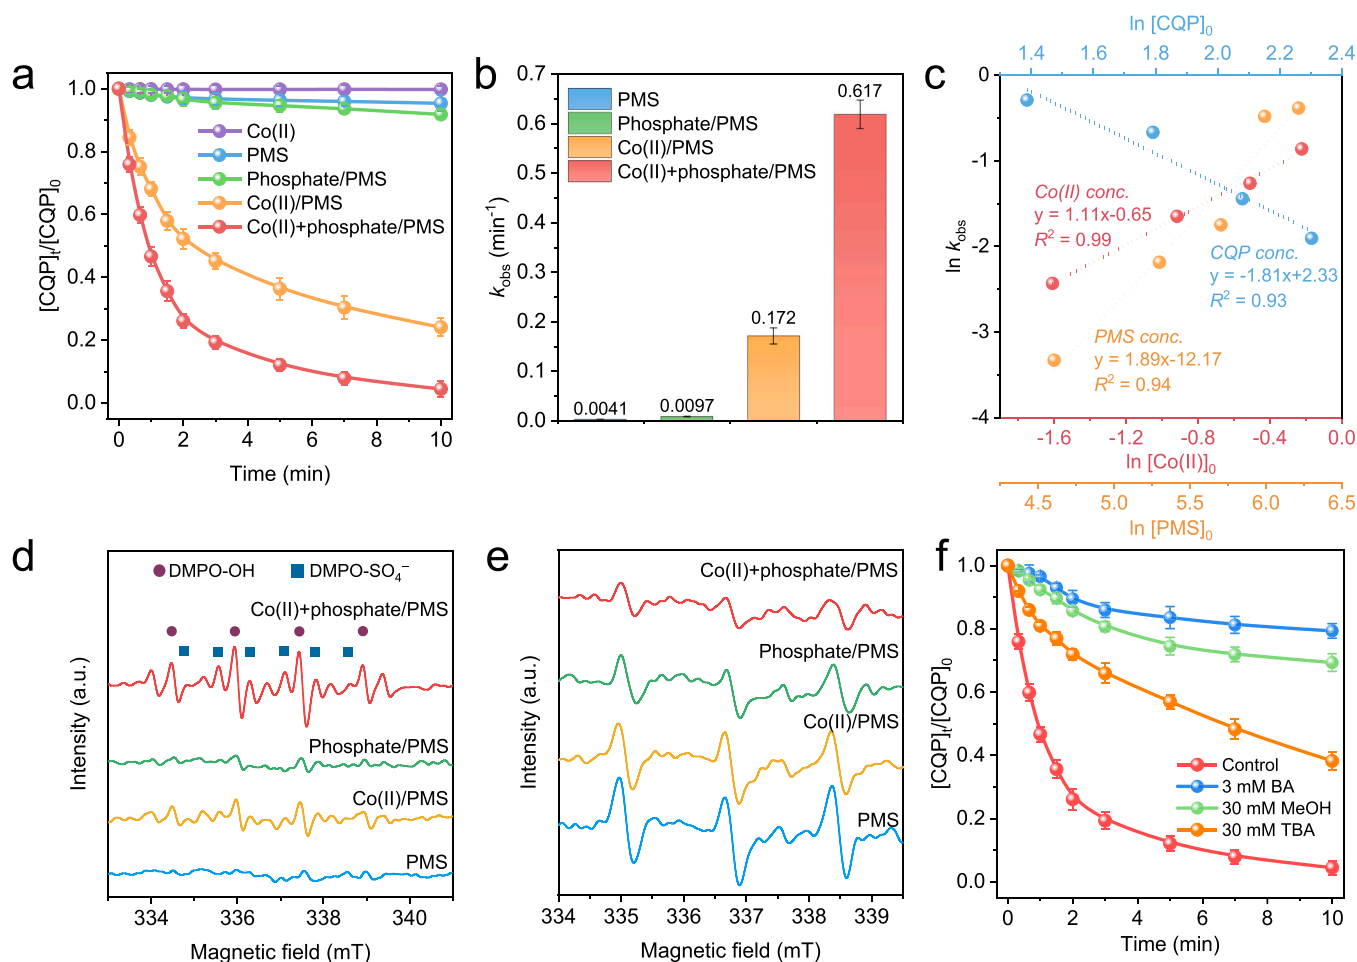 a
[CQP]t/[CQP]0
1.0
0.8
0.6
0.4
0.2
0.0
Co(II)
PMS
Phosphate/PMS
Co(II)/PMS
Co(II)+phosphate/PMS
0 2 4 6 8 10
Time (min)
b
kobs (min⁻¹)
0.7
0.6
0.5
0.4
0.3
0.2
0.1
0.0
PMS
Phosphate/PMS
Co(II)/PMS
Co(II)+phosphate/PMS
0.0041
0.0097
0.172
0.617
c
ln [CQP]0
1.4 1.6 1.8 2.0 2.2 2.4
ln kobs
0
-1
-2
-3
-4
Co(II) conc.
y = 1.11x-0.65
R² = 0.99
CQP conc.
y = -1.81x+2.33
R² = 0.93
PMS conc.
y = 1.89x-12.17
R² = 0.94
-1.6 -1.2 -0.8 -0.4 0.0
ln [Co(II)]0
4.5 5.0 5.5 6.0 6.5
ln [PMS]0
d
Intensity (a.u.)
DMPO-OH
DMPO-SO₄⁻
Co(II)+phosphate/PMS
Phosphate/PMS
Co(II)/PMS
PMS
334 336 338 340
Magnetic field (mT)
e
Intensity (a.u.)
Co(II)+phosphate/PMS
Phosphate/PMS
Co(II)/PMS
PMS
334 335 336 337 338 339
Magnetic field (mT)
f
[CQP]t/[CQP]0
1.0
0.8
0.6
0.4
0.2
0.0
Control
3 mM BA
30 mM MeOH
30 mM TBA
0 2 4 6 8 10
Time (min)